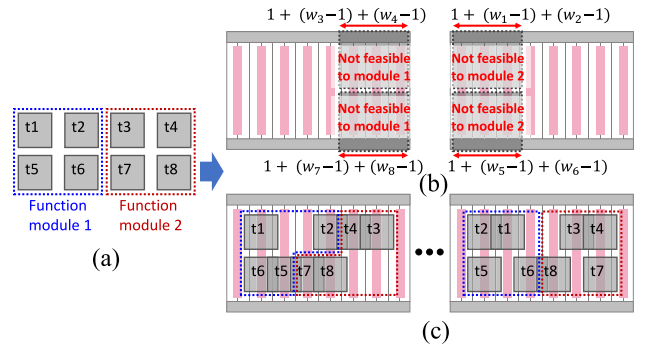 1 + (w₃−1) + (w₄−1)
1 + (w₁−1) + (w₂−1)
Not feasible
to module 1
Not feasible
to module 2
Not feasible
to module 1
Not feasible
to module 2
1 + (w₇−1) + (w₈−1)
1 + (w₅−1) + (w₆−1)
(b)
t1 t2 t3 t4
t5 t6 t7 t8
Function
module 1
Function
module 2
(a)
t1 t2 t4 t3
t6 t5 t7 t8
•••
t2 t1 t3 t4
t5 t6 t8 t7
(c)